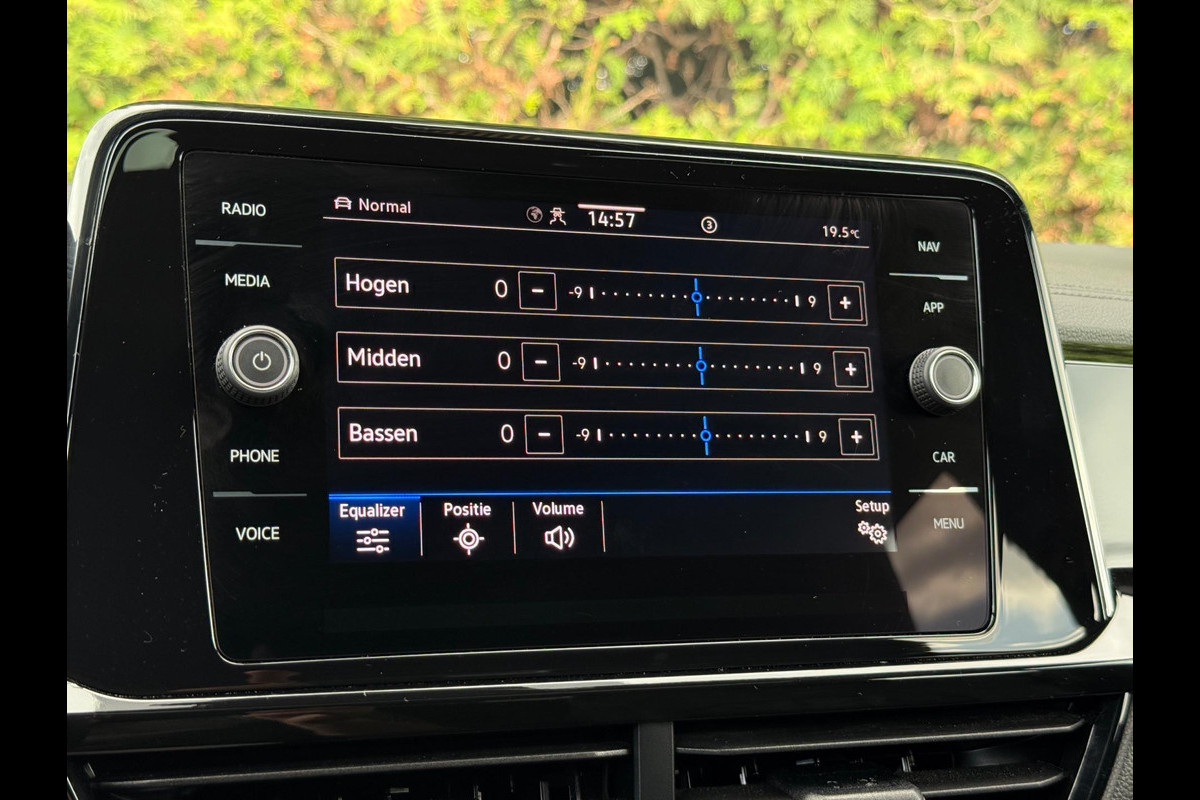 RADIO
MEDIA
PHONE
VOICE
Normal
14:57
3
19.5°C
Hogen 0 - -9 9 +
Midden 0 - -9 9 +
Bassen 0 - -9 9 +
Equalizer
Positie
Volume
Setup
NAV
APP
CAR
MENU